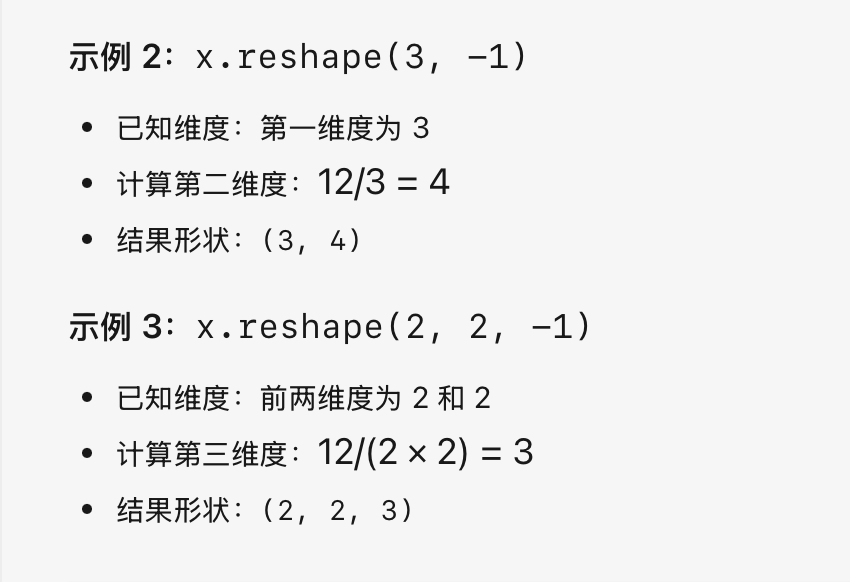 示例 2：x.reshape(3, -1)
• 已知维度：第一维度为 3
• 计算第二维度：12/3 = 4
• 结果形状：(3, 4)
示例 3：x.reshape(2, 2, -1)
• 已知维度：前两维度为 2 和 2
• 计算第三维度：12/(2 × 2) = 3
• 结果形状：(2, 2, 3)